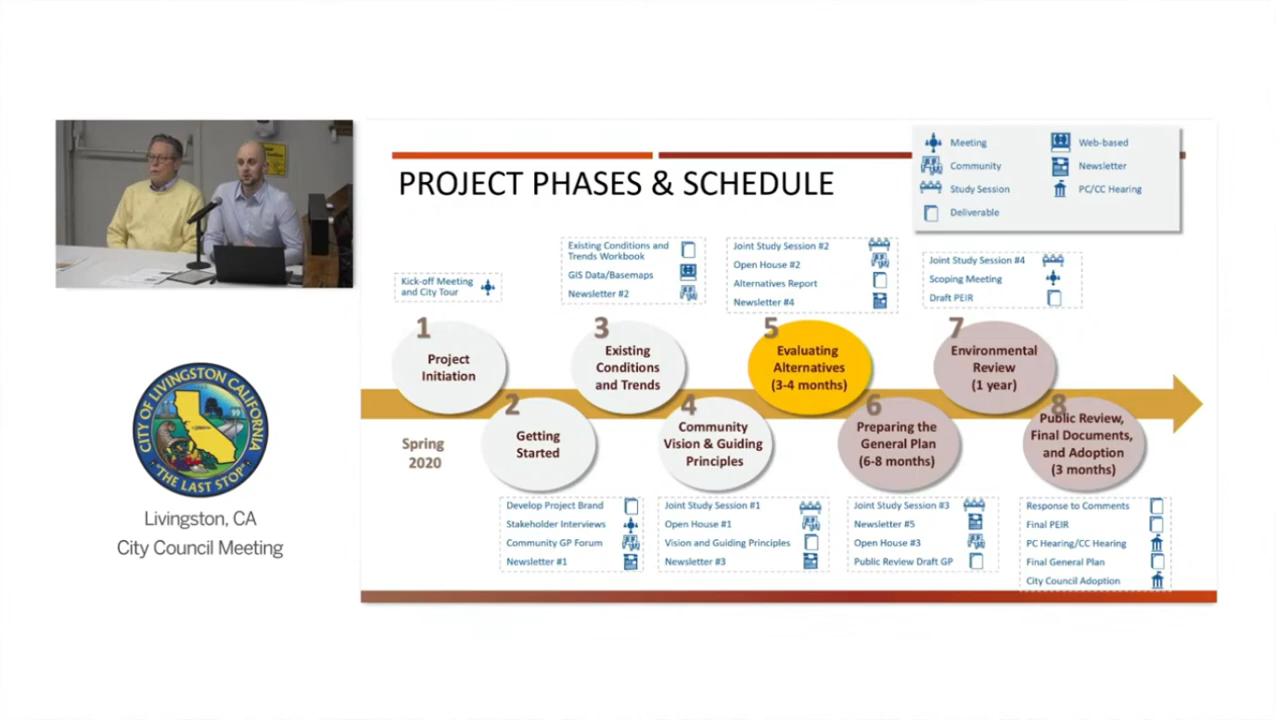 PROJECT PHASES & SCHEDULE
Meeting
Web-based
Community
Newsletter
Study Session
PC/CC Hearing
Deliverable
Kick-off Meeting
and City Tour
Existing Conditions and
Trends Workbook
GIS Data/Basemaps
Newsletter #2
Joint Study Session #2
Open House #2
Alternatives Report
Newsletter #4
Joint Study Session #4
Scoping Meeting
Draft PEIR
1
Project
Initiation
3
Existing
Conditions
and Trends
5
Evaluating
Alternatives
(3-4 months)
7
Environmental
Review
(1 year)
Spring
2020
2
Getting
Started
4
Community
Vision & Guiding
Principles
6
Preparing the
General Plan
(6-8 months)
8
Public Review,
Final Documents,
and Adoption
(3 months)
Develop Project Brand
Stakeholder Interviews
Community GP Forum
Newsletter #1
Joint Study Session #1
Open House #1
Vision and Guiding Principles
Newsletter #3
Joint Study Session #3
Newsletter #5
Open House #3
Public Review Draft GP
Response to Comments
Final PEIR
PC Hearing/CC Hearing
Final General Plan
City Council Adoption
CITY OF LIVINGSTON CALIFORNIA
99
"THE LAST STOP"
Livingston, CA
City Council Meeting